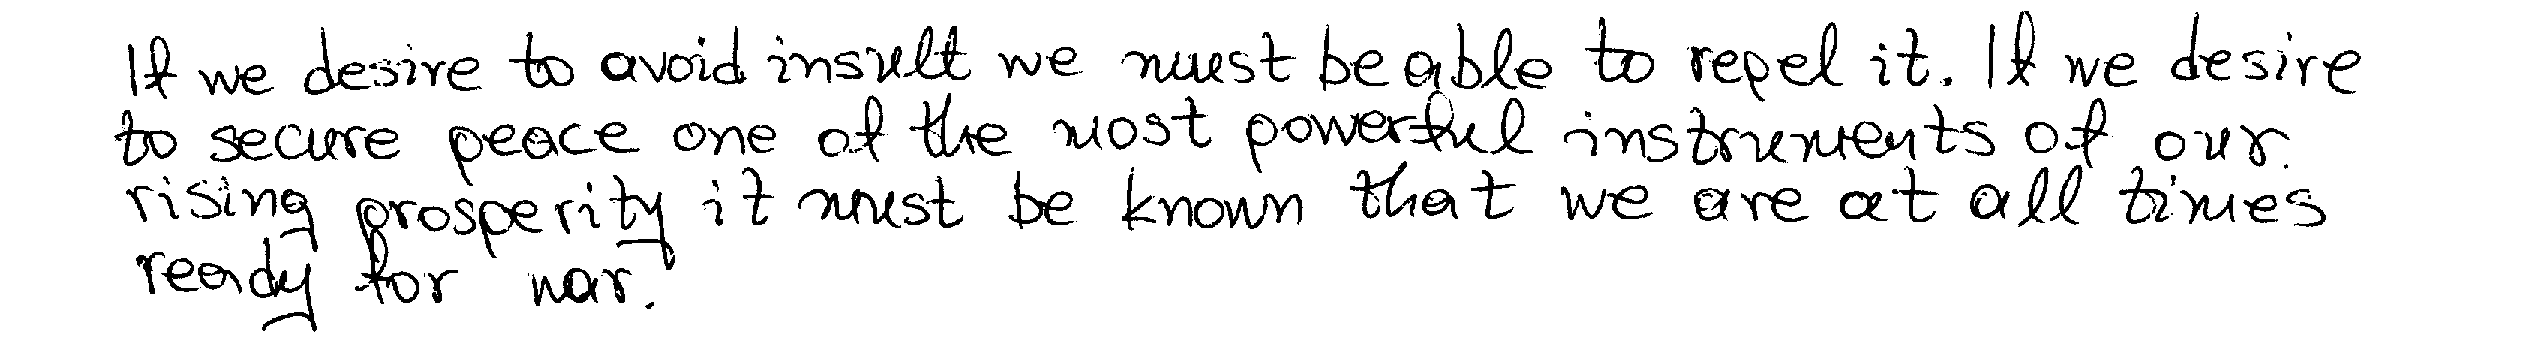 If we desire to avoid insult we must be able to repel it. If we desire
to secure peace one of the most powerful instruments of our
rising prosperity it must be known that we are at all times
ready for war.